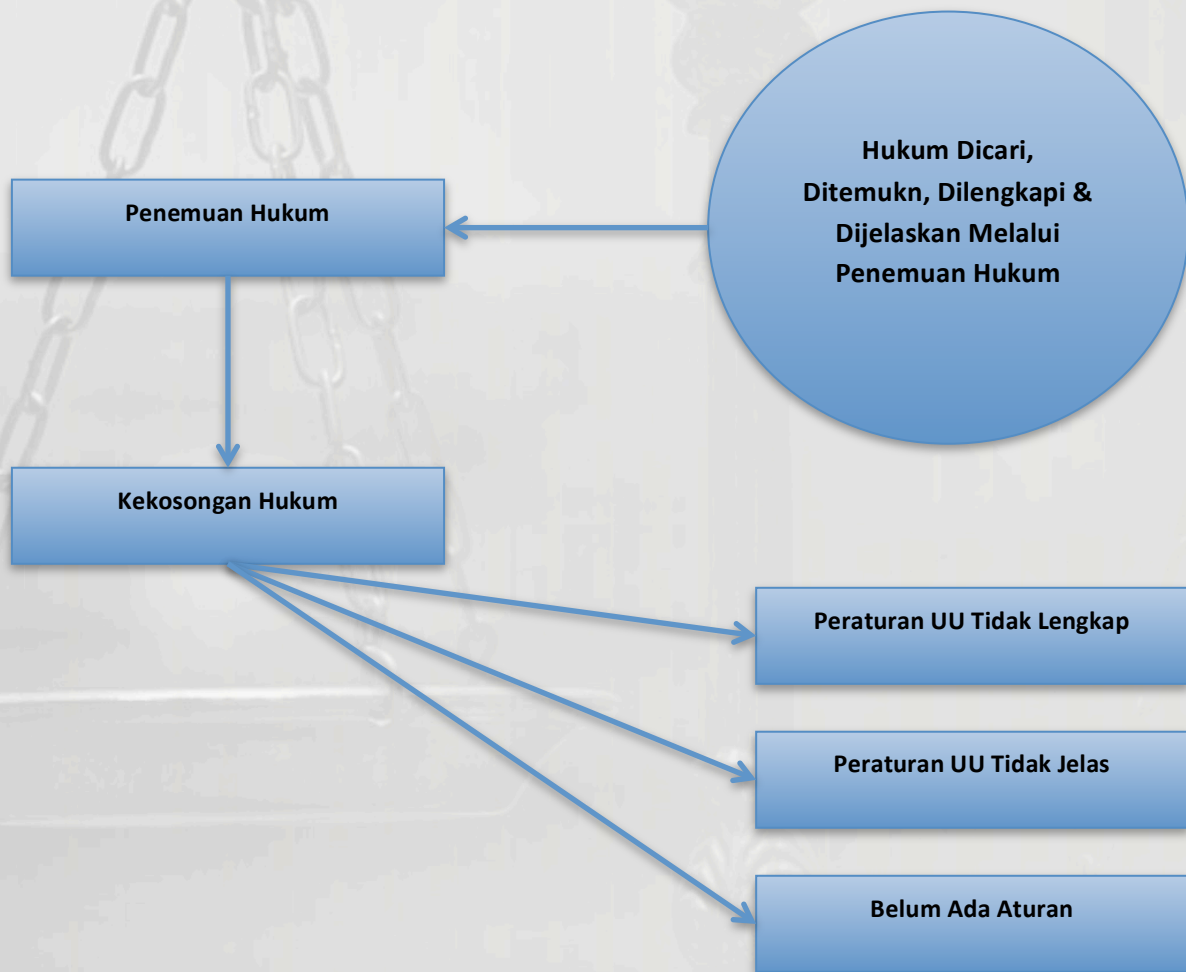 Hukum Dicari,
Ditemukn, Dilengkapi &
Dijelaskan Melalui
Penemuan Hukum
Penemuan Hukum
Kekosongan Hukum
Peraturan UU Tidak Lengkap
Peraturan UU Tidak Jelas
Belum Ada Aturan